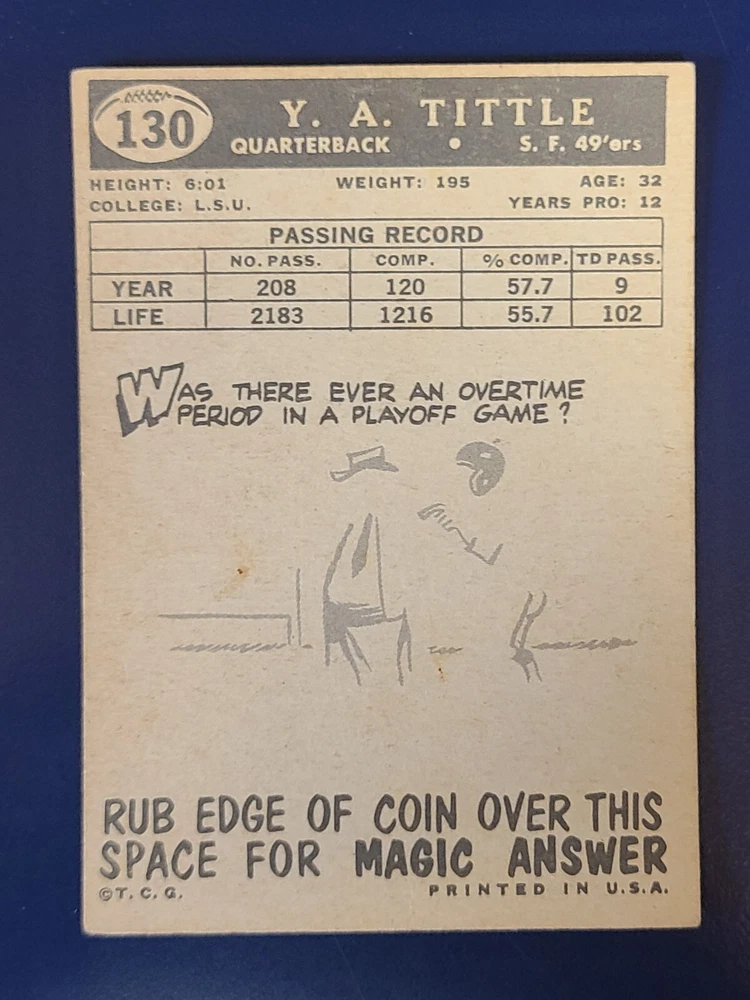 130
Y. A. TITTLE
QUARTERBACK • S. F. 49'ers
HEIGHT: 6:01 WEIGHT: 195 AGE: 32
COLLEGE: L.S.U. YEARS PRO: 12
PASSING RECORD
NO. PASS. COMP. % COMP. TD PASS.
YEAR 208 120 57.7 9
LIFE 2183 1216 55.7 102
WAS THERE EVER AN OVERTIME
PERIOD IN A PLAYOFF GAME?
RUB EDGE OF COIN OVER THIS
SPACE FOR MAGIC ANSWER
©T. C. G. PRINTED IN U.S.A.